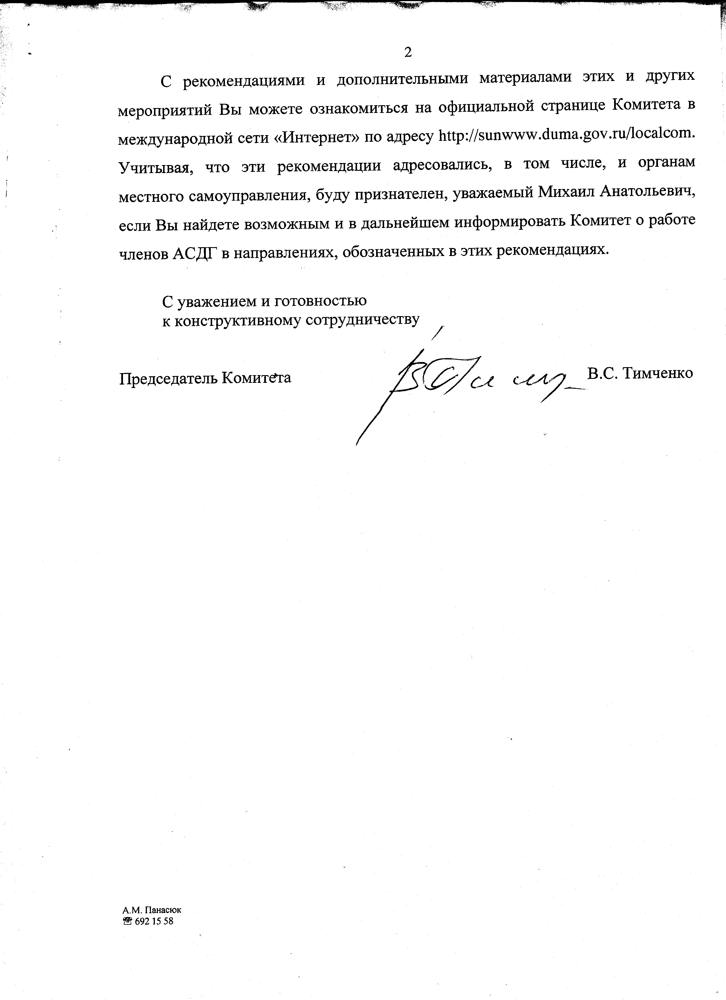 2
С рекомендациями и дополнительными материалами этих и других
мероприятий Вы можете ознакомиться на официальной странице Комитета в
международной сети «Интернет» по адресу http://sunwww.duma.gov.ru/localcom.
Учитывая, что эти рекомендации адресовались, в том числе, и органам
местного самоуправления, буду признателен, уважаемый Михаил Анатольевич,
если Вы найдете возможным и в дальнейшем информировать Комитет о работе
членов АСДГ в направлениях, обозначенных в этих рекомендациях.
С уважением и готовностью
к конструктивному сотрудничеству
Председатель Комитета В.С. Тимченко
А.М. Панасюк
☎ 692 15 58